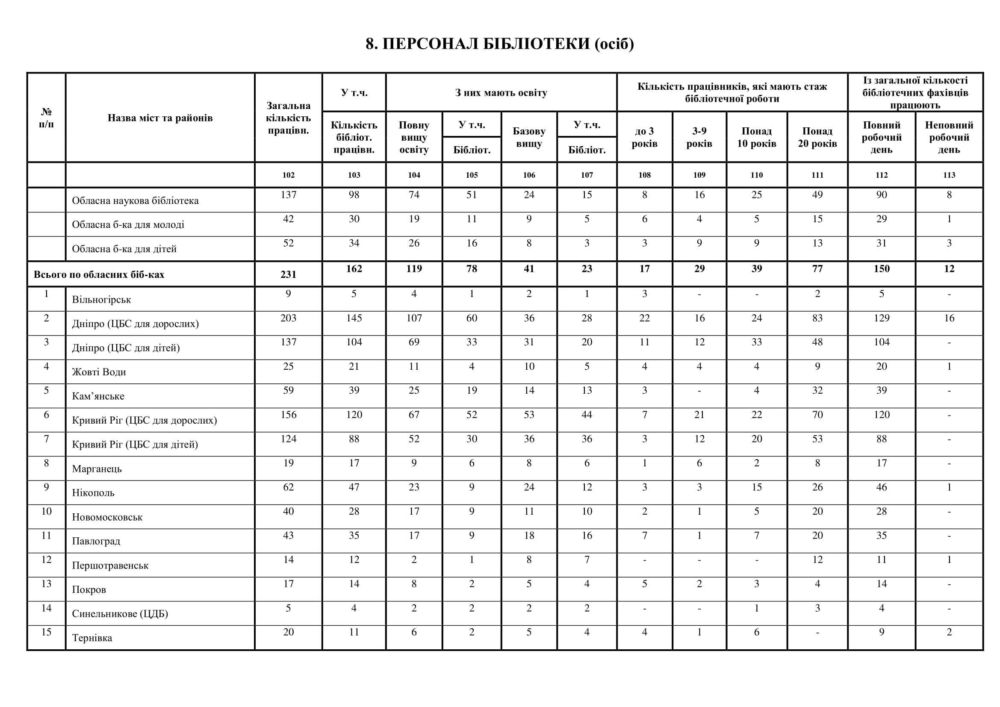 8. ПЕРСОНАЛ БІБЛІОТЕКИ (осіб)
№ п/п
Назва міст та районів
Загальна кількість працівн.
У т.ч.
З них мають освіту
Кількість працівників, які мають стаж бібліотечної роботи
Із загальної кількості бібліотечних фахівців працюють
Кількість бібліот. працівн.
Повну вищу освіту
У т.ч.
Бібліот.
Базову вищу
У т.ч.
Бібліот.
до 3 років
3-9 років
Понад 10 років
Понад 20 років
Повний робочий день
Неповний робочий день
102 103 104 105 106 107 108 109 110 111 112 113
Обласна наукова бібліотека 137 98 74 51 24 15 8 16 25 49 90 8
Обласна б-ка для молоді 42 30 19 11 9 5 6 4 5 15 29 1
Обласна б-ка для дітей 52 34 26 16 8 3 3 9 9 13 31 3
Всього по обласних біб-ках 231 162 119 78 41 23 17 29 39 77 150 12
1 Вільногірськ 9 5 4 1 2 1 3 - - 2 5 -
2 Дніпро (ЦБС для дорослих) 203 145 107 60 36 28 22 16 24 83 129 16
3 Дніпро (ЦБС для дітей) 137 104 69 33 31 20 11 12 33 48 104 -
4 Жовті Води 25 21 11 4 10 5 4 4 4 9 20 1
5 Кам’янське 59 39 25 19 14 13 3 - 4 32 39 -
6 Кривий Ріг (ЦБС для дорослих) 156 120 67 52 53 44 7 21 22 70 120 -
7 Кривий Ріг (ЦБС для дітей) 124 88 52 30 36 36 3 12 20 53 88 -
8 Марганець 19 17 9 6 8 6 1 6 2 8 17 -
9 Нікополь 62 47 23 9 24 12 3 3 15 26 46 1
10 Новомосковськ 40 28 17 9 11 10 2 1 5 20 28 -
11 Павлоград 43 35 17 9 18 16 7 1 7 20 35 -
12 Першотравенськ 14 12 2 1 8 7 - - - 12 11 1
13 Покров 17 14 8 2 5 4 5 2 3 4 14 -
14 Синельникове (ЦДБ) 5 4 2 2 2 2 - - 1 3 4 -
15 Тернівка 20 11 6 2 5 4 4 1 6 - 9 2